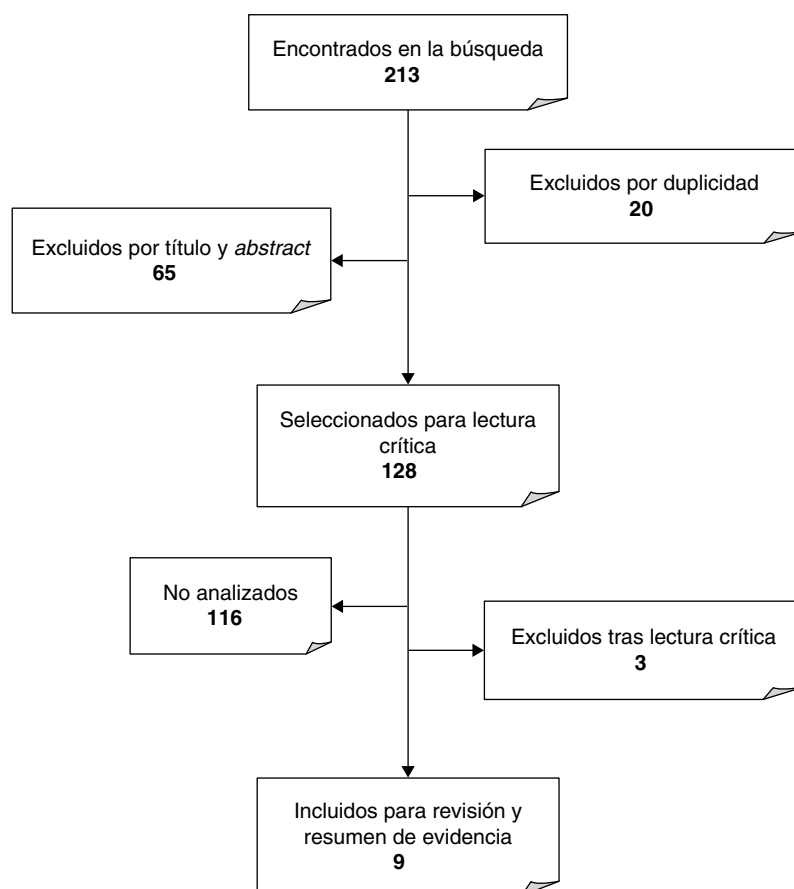 Encontrados en la búsqueda
213
Excluidos por duplicidad
20
Excluidos por título y abstract
65
Seleccionados para lectura
crítica
128
No analizados
116
Excluidos tras lectura crítica
3
Incluidos para revisión y
resumen de evidencia
9